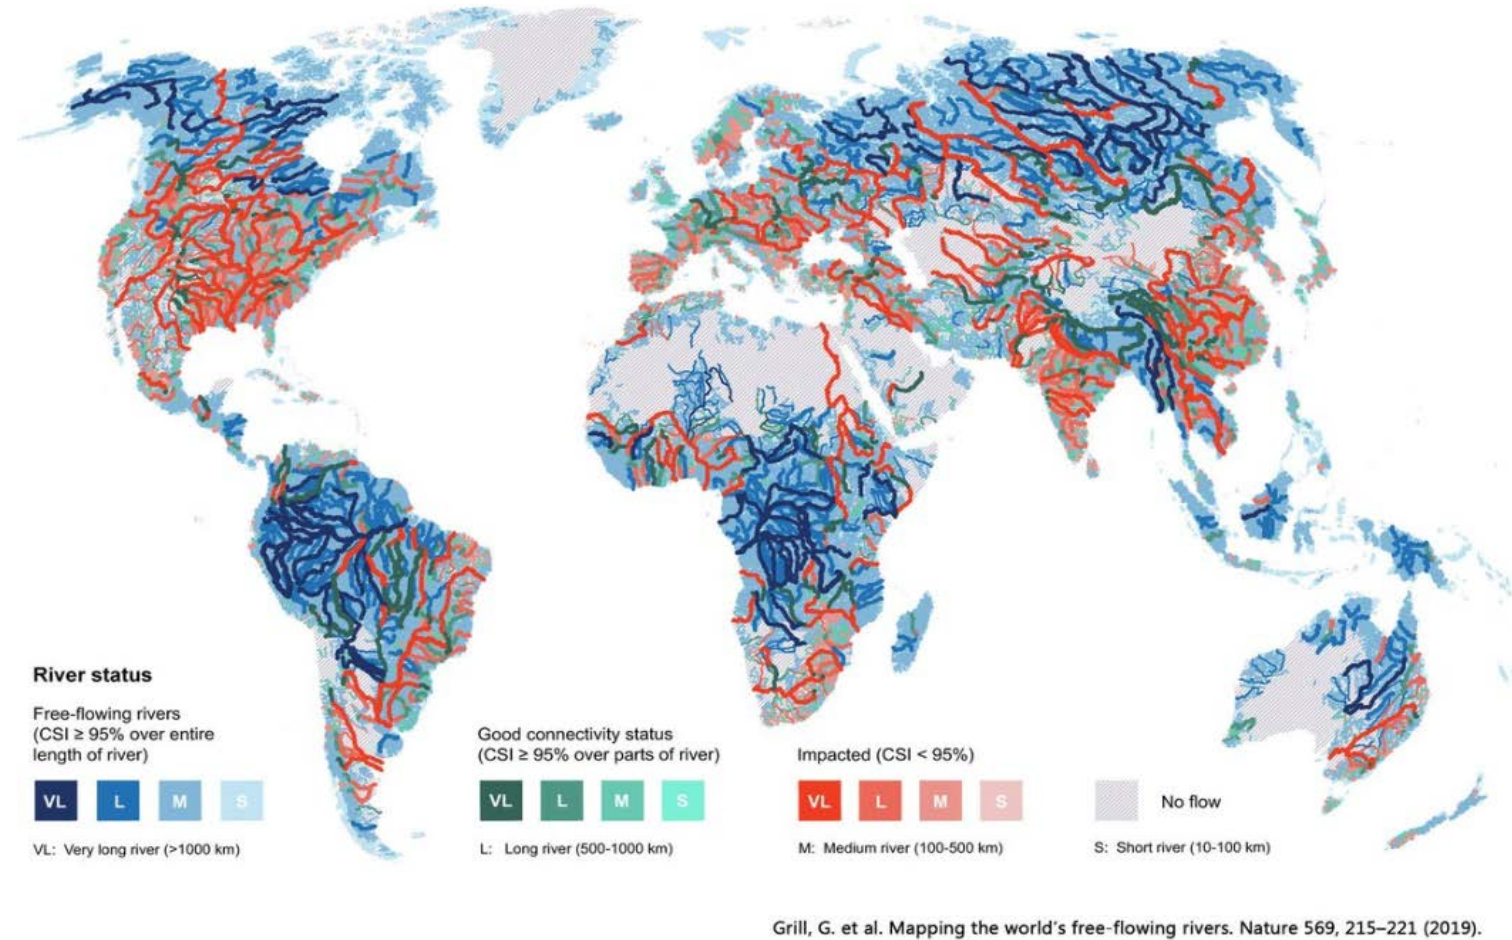 River status
Free-flowing rivers
(CSI ≥ 95% over entire
length of river)
VL L M S
VL: Very long river (>1000 km)
Good connectivity status
(CSI ≥ 95% over parts of river)
VL L M S
L: Long river (500-1000 km)
Impacted (CSI < 95%)
VL L M S
M: Medium river (100-500 km)
No flow
S: Short river (10-100 km)
Grill, G. et al. Mapping the world's free-flowing rivers. Nature 569, 215–221 (2019).